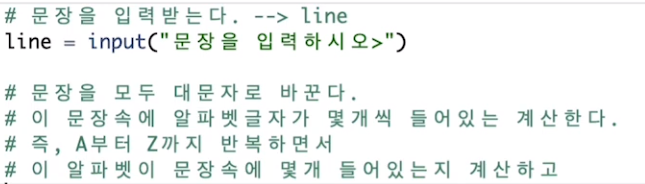 # 문장을 입력받는다. --> line
line = input("문장을 입력하시오>")
# 문장을 모두 대문자로 바꾼다.
# 이 문장속에 알파벳글자가 몇개씩 들어있는 계산한다.
# 즉, A부터 Z까지 반복하면서
# 이 알파벳이 문장속에 몇개 들어있는지 계산하고